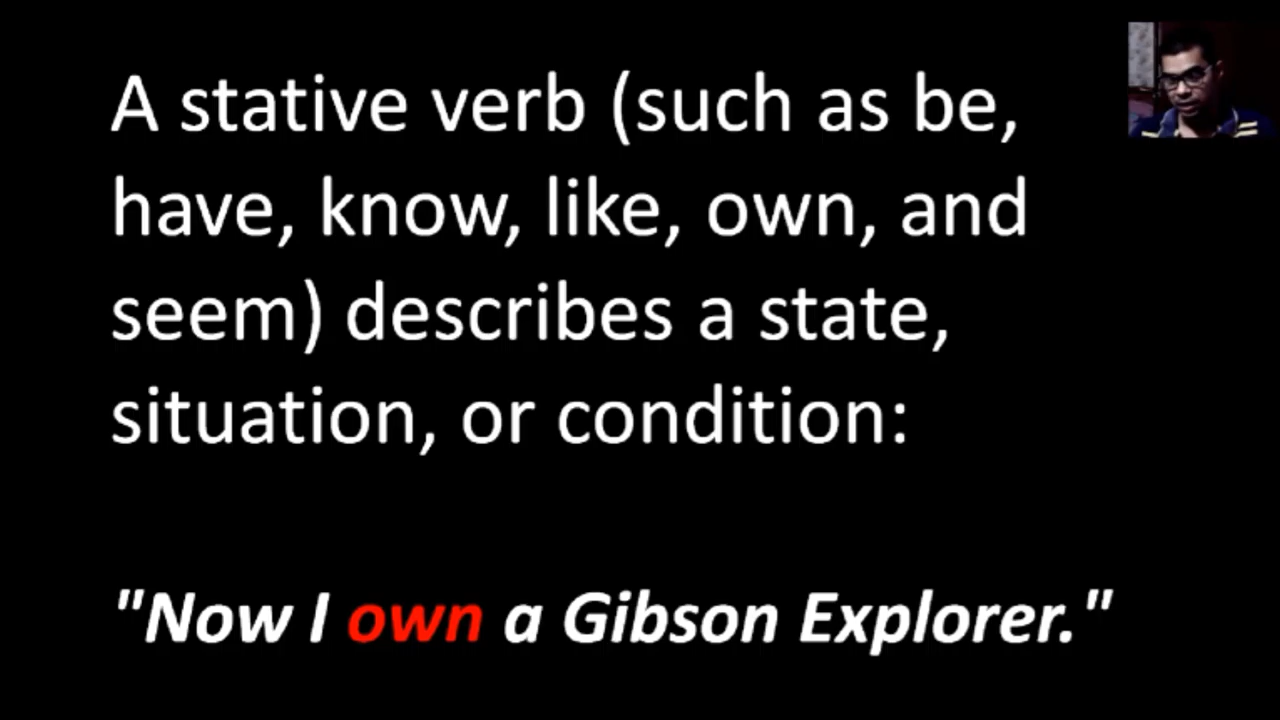 A stative verb (such as be,
have, know, like, own, and
seem) describes a state,
situation, or condition:
"Now I own a Gibson Explorer."